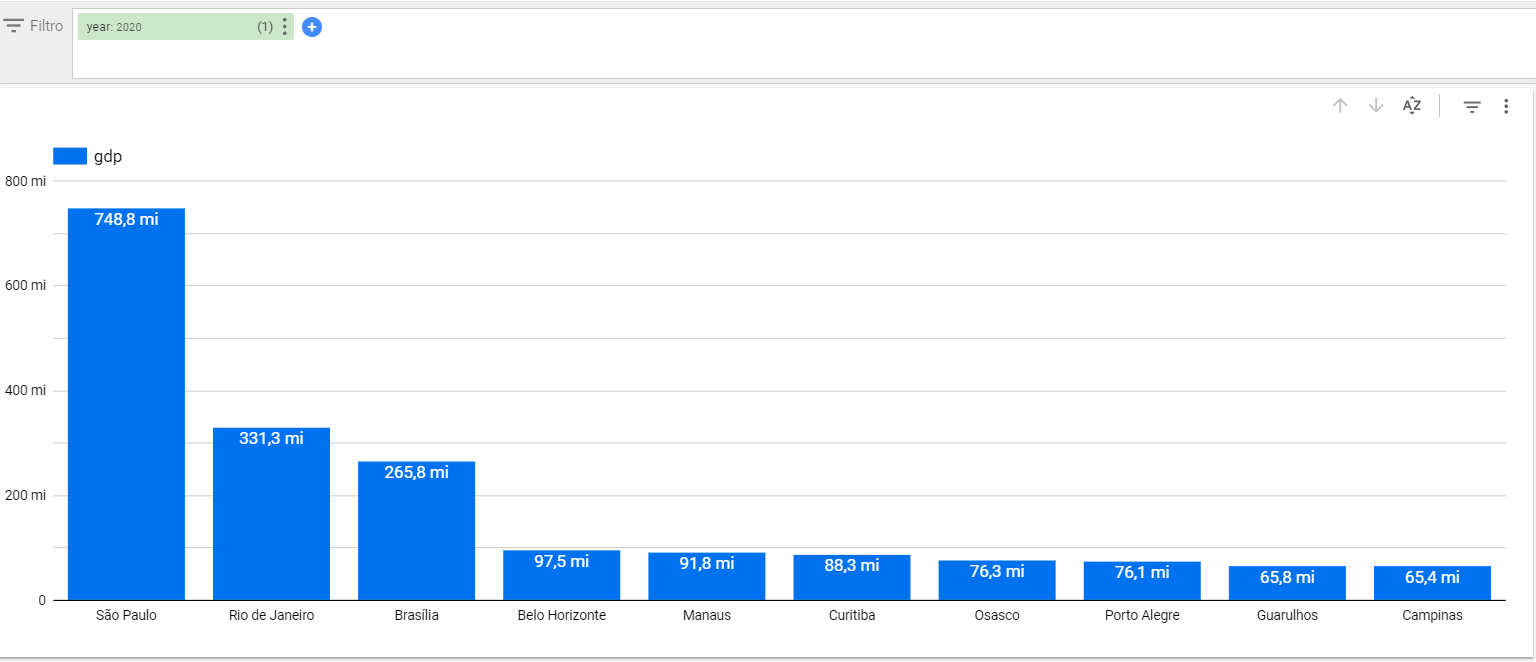 Filtro
year: 2020 (1)
AZ
gdp
800 mi
600 mi
400 mi
200 mi
0
748,8 mi
331,3 mi
265,8 mi
97,5 mi
91,8 mi
88,3 mi
76,3 mi
76,1 mi
65,8 mi
65,4 mi
São Paulo
Rio de Janeiro
Brasília
Belo Horizonte
Manaus
Curitiba
Osasco
Porto Alegre
Guarulhos
Campinas